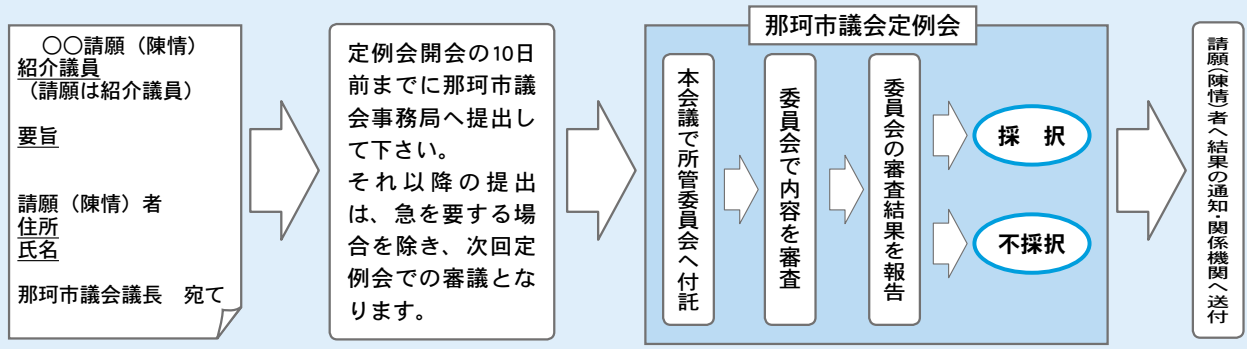 ○○請願（陳情）
紹介議員
（請願は紹介議員）
要旨
請願（陳情）者
住所
氏名
那珂市議会議長　宛て
定例会開会の10日
前までに那珂市議
会事務局へ提出し
て下さい。
それ以降の提出
は、急を要する場
合を除き、次回定
例会での審議とな
ります。
那珂市議会定例会
本会議で所管委員会へ付託
委員会で内容を審査
委員会の審査結果を報告
採　択
不採択
請願（陳情）者へ結果の通知・関係機関へ送付